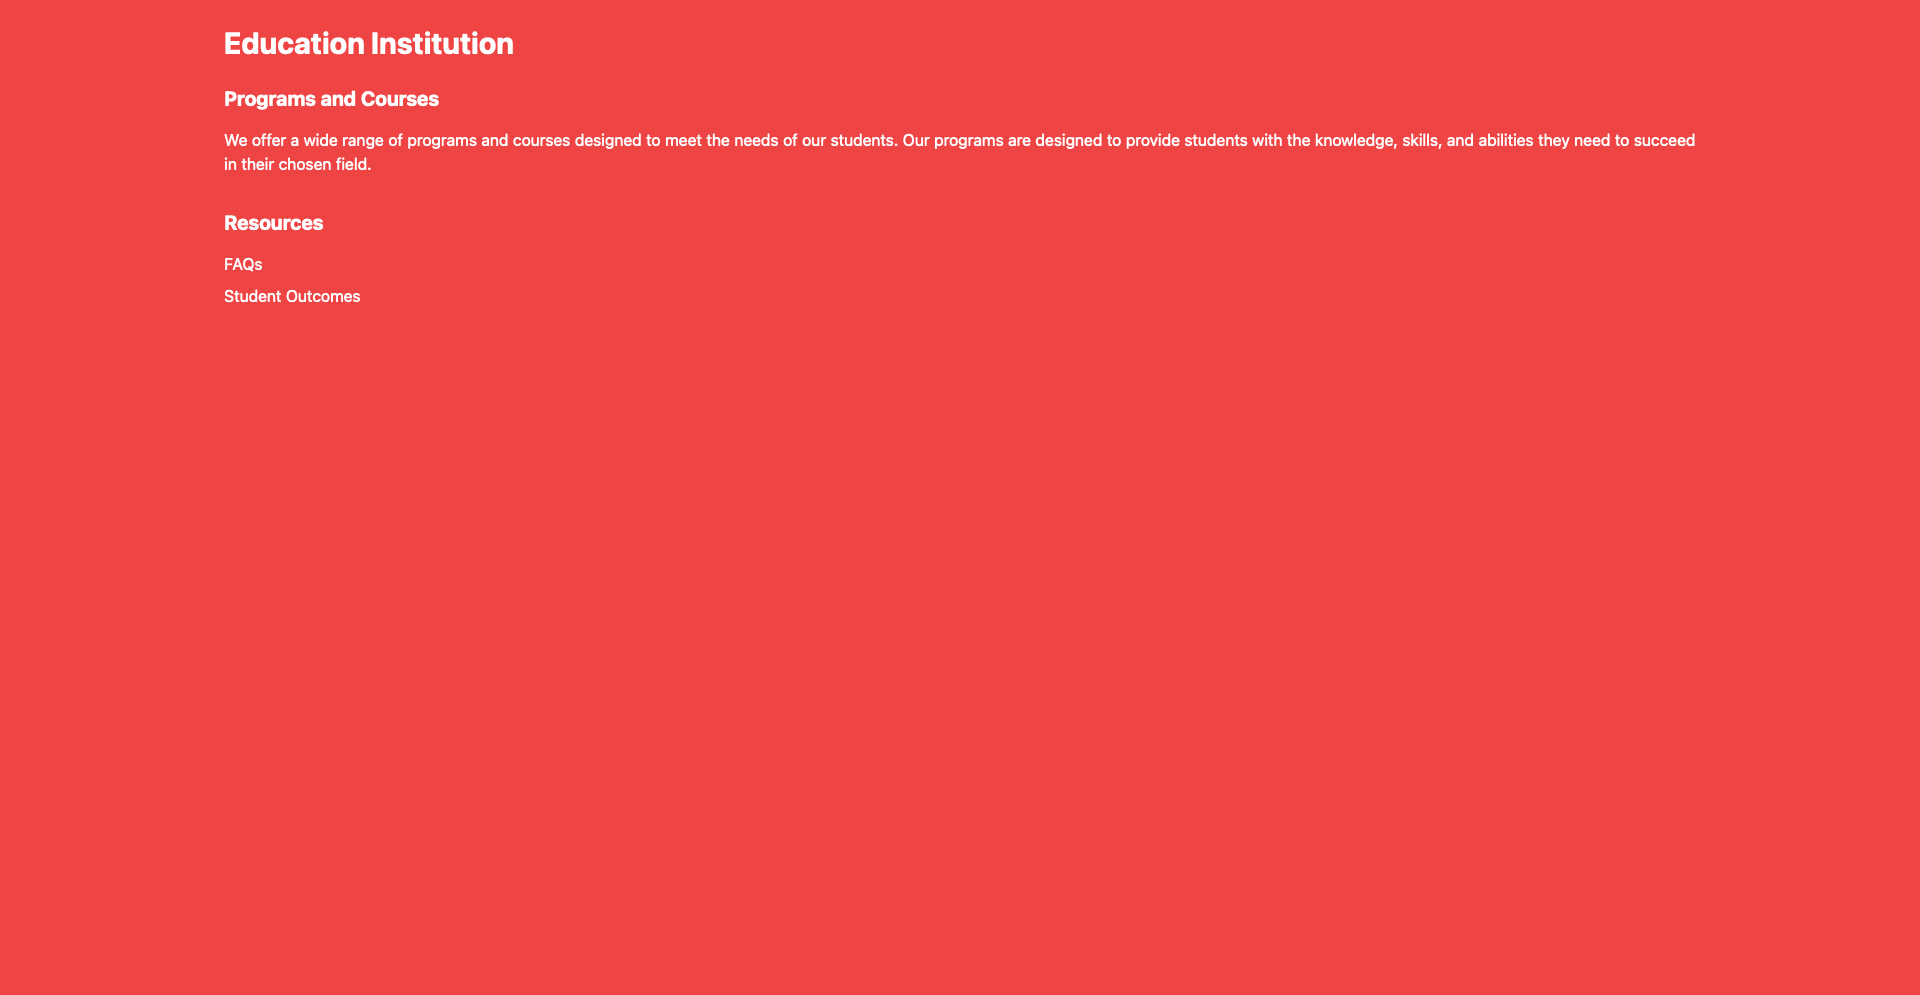 Education Institution
Programs and Courses
We offer a wide range of programs and courses designed to meet the needs of our students. Our programs are designed to provide students with the knowledge, skills, and abilities they need to succeed
in their chosen field.
Resources
FAQs
Student Outcomes